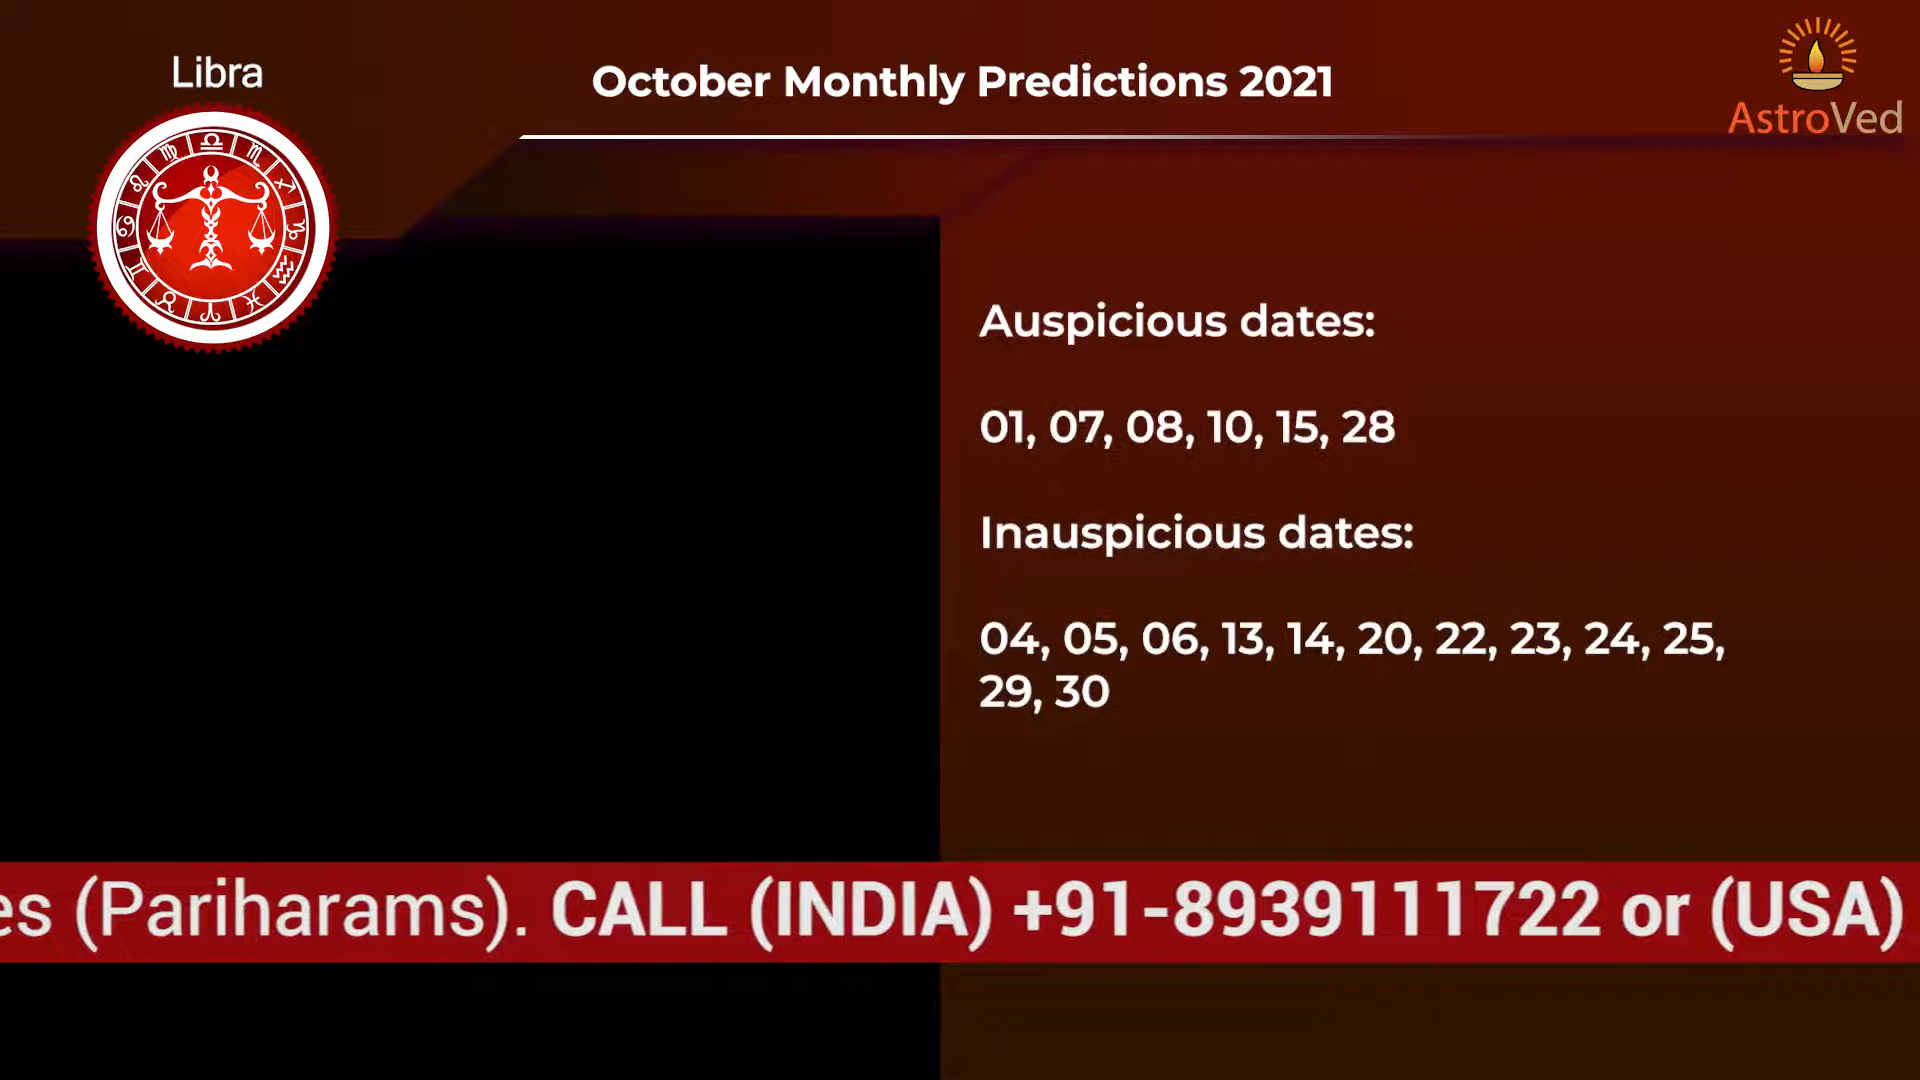 Libra
October Monthly Predictions 2021
AstroVed
Auspicious dates:
01, 07, 08, 10, 15, 28
Inauspicious dates:
04, 05, 06, 13, 14, 20, 22, 23, 24, 25,
29, 30
es (Pariharams). CALL (INDIA) +91-8939111722 or (USA)